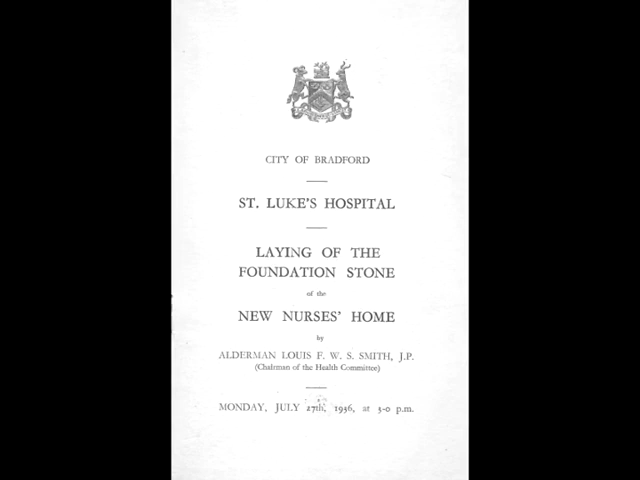 CITY OF BRADFORD
ST. LUKE'S HOSPITAL
LAYING OF THE
FOUNDATION STONE
of the
NEW NURSES' HOME
by
ALDERMAN LOUIS F. W. S. SMITH, J.P.
(Chairman of the Health Committee)
MONDAY, JULY 27th, 1936, at 3-0 p.m.